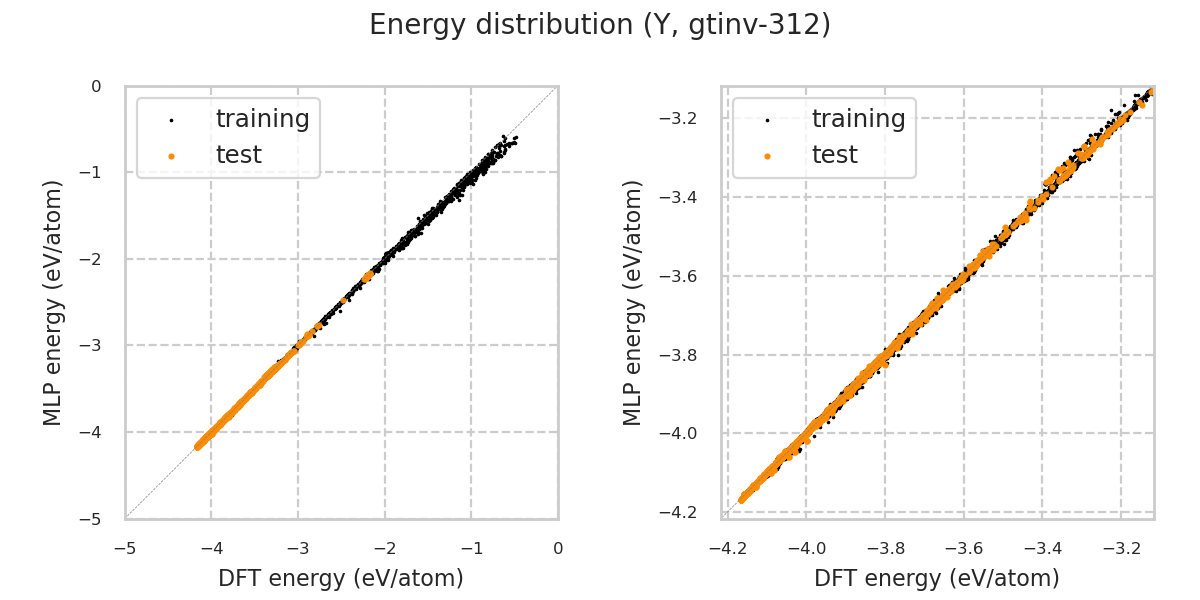 Energy distribution (Y, gtinv-312)
training
test
0
−1
−2
−3
−4
−5
MLP energy (eV/atom)
−5 −4 −3 −2 −1 0
DFT energy (eV/atom)
training
test
−3.2
−3.4
−3.6
−3.8
−4.0
−4.2
MLP energy (eV/atom)
−4.2 −4.0 −3.8 −3.6 −3.4 −3.2
DFT energy (eV/atom)